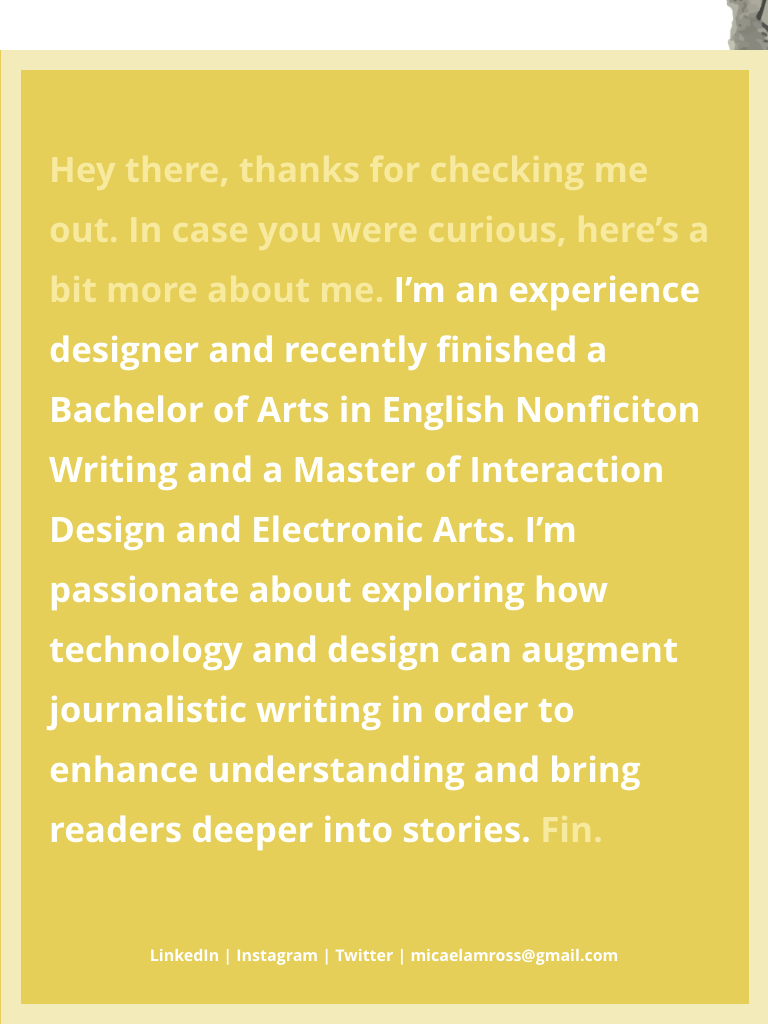 Hey there, thanks for checking me
out. In case you were curious, here’s a
bit more about me. I’m an experience
designer and recently finished a
Bachelor of Arts in English Nonficiton
Writing and a Master of Interaction
Design and Electronic Arts. I’m
passionate about exploring how
technology and design can augment
journalistic writing in order to
enhance understanding and bring
readers deeper into stories. Fin.
LinkedIn | Instagram | Twitter | micaelamross@gmail.com